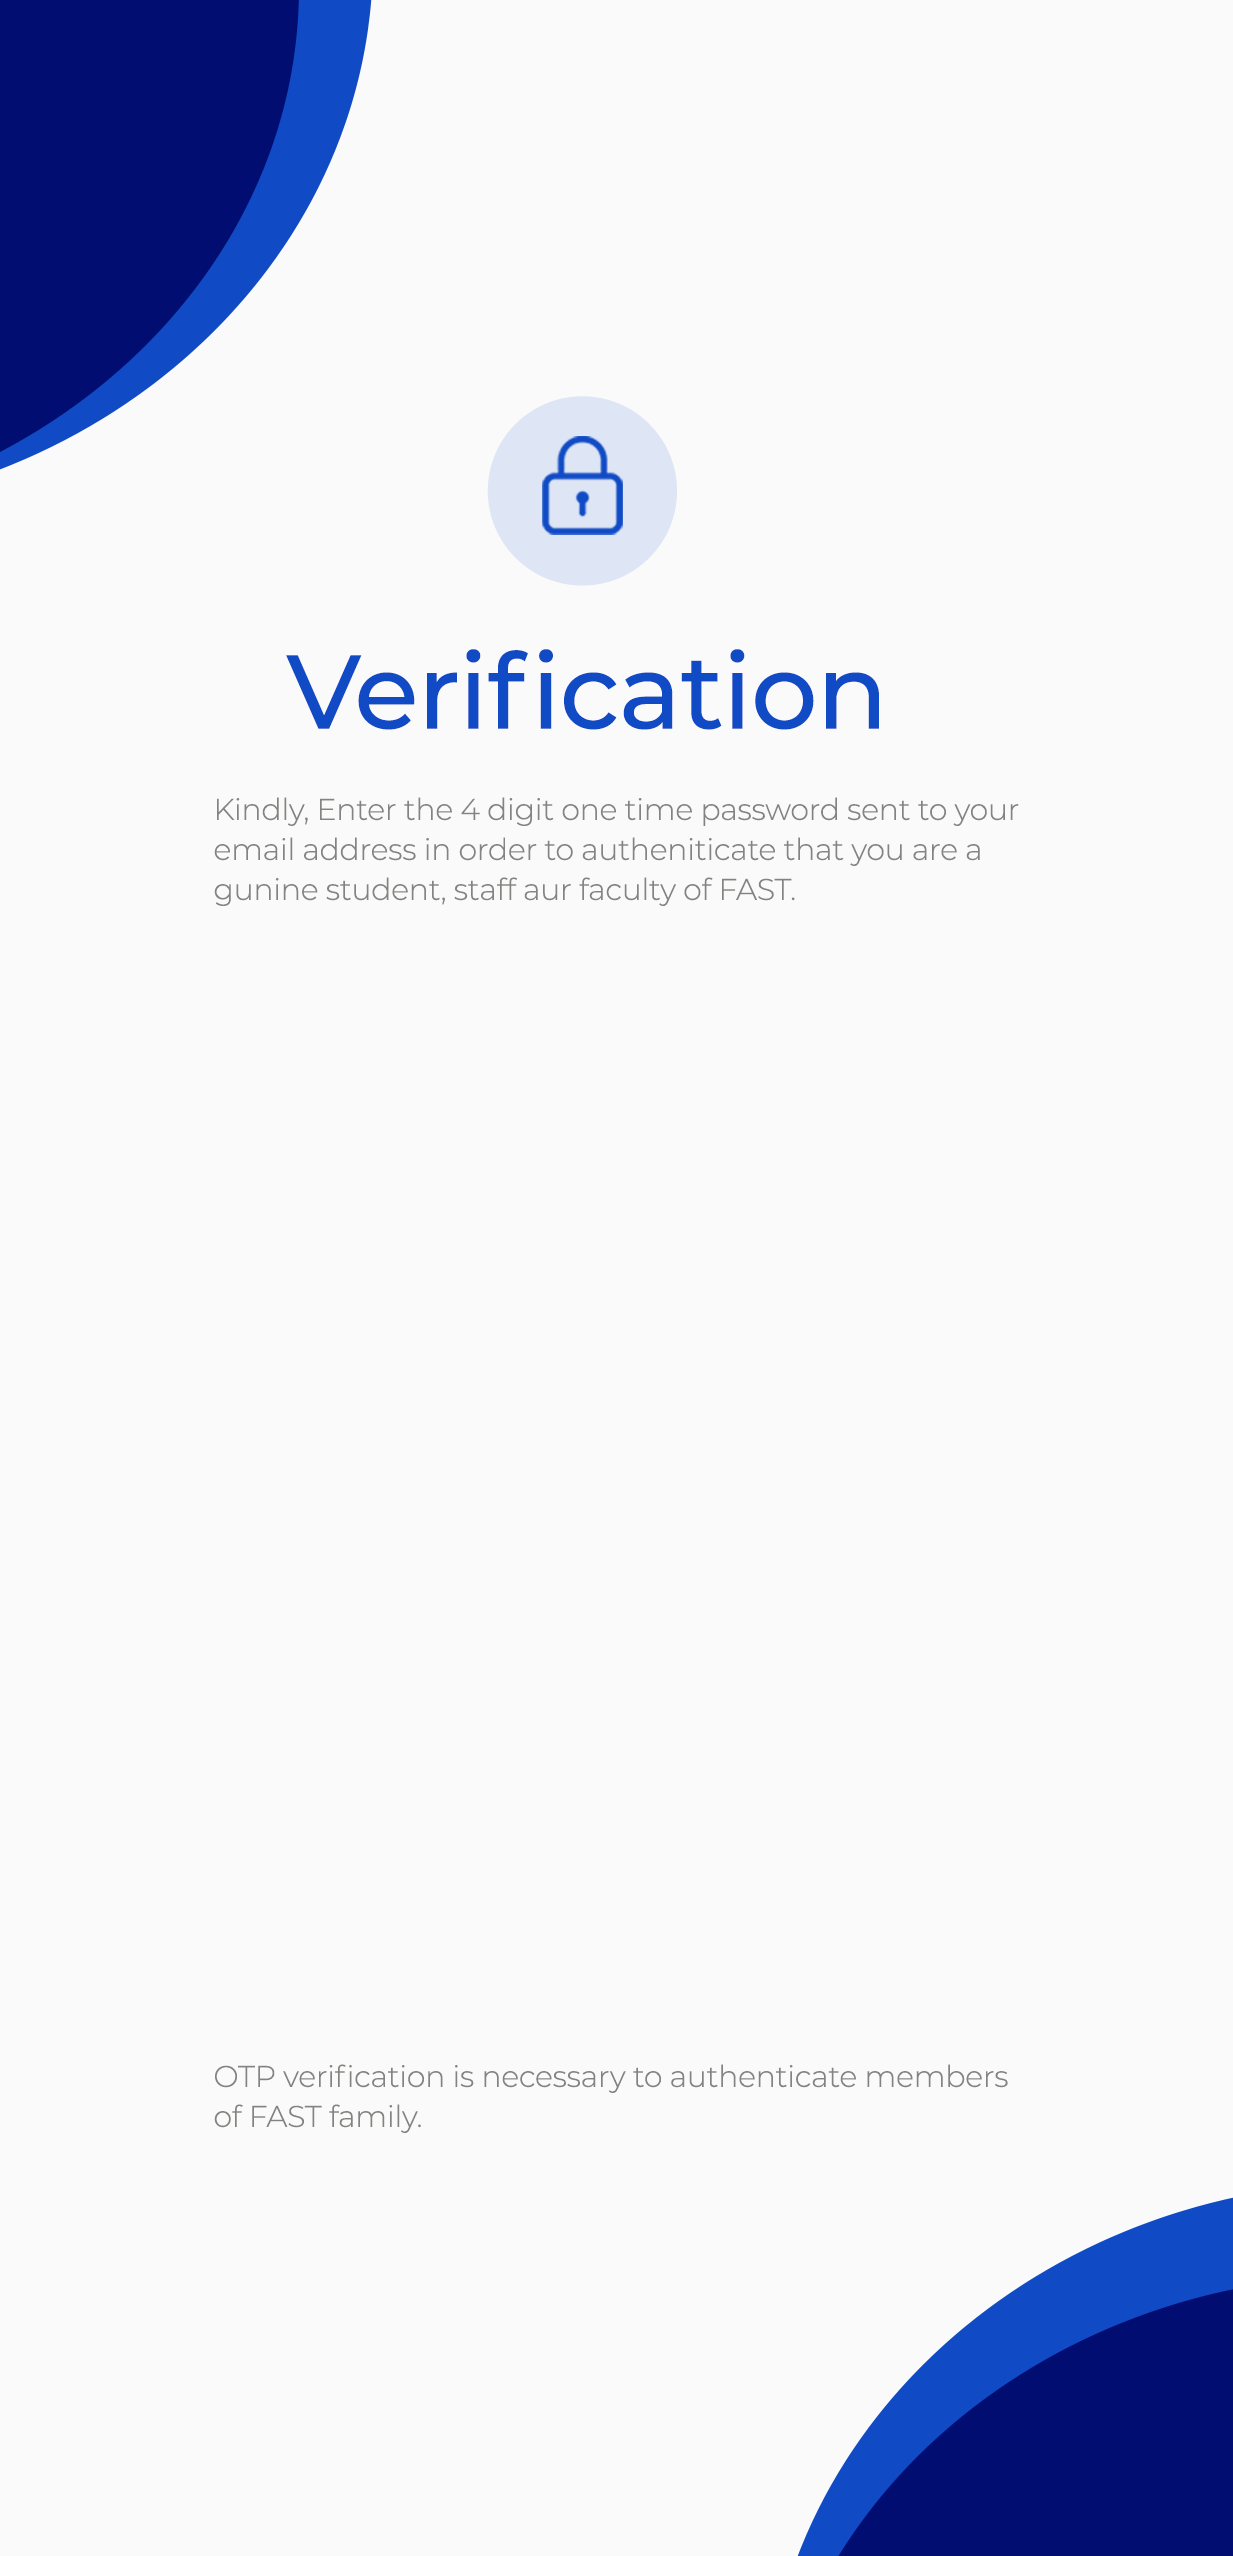 Verification
Kindly, Enter the 4 digit one time password sent to your
email address in order to autheniticate that you are a
gunine student, staff aur faculty of FAST.
OTP verification is necessary to authenticate members
of FAST family.